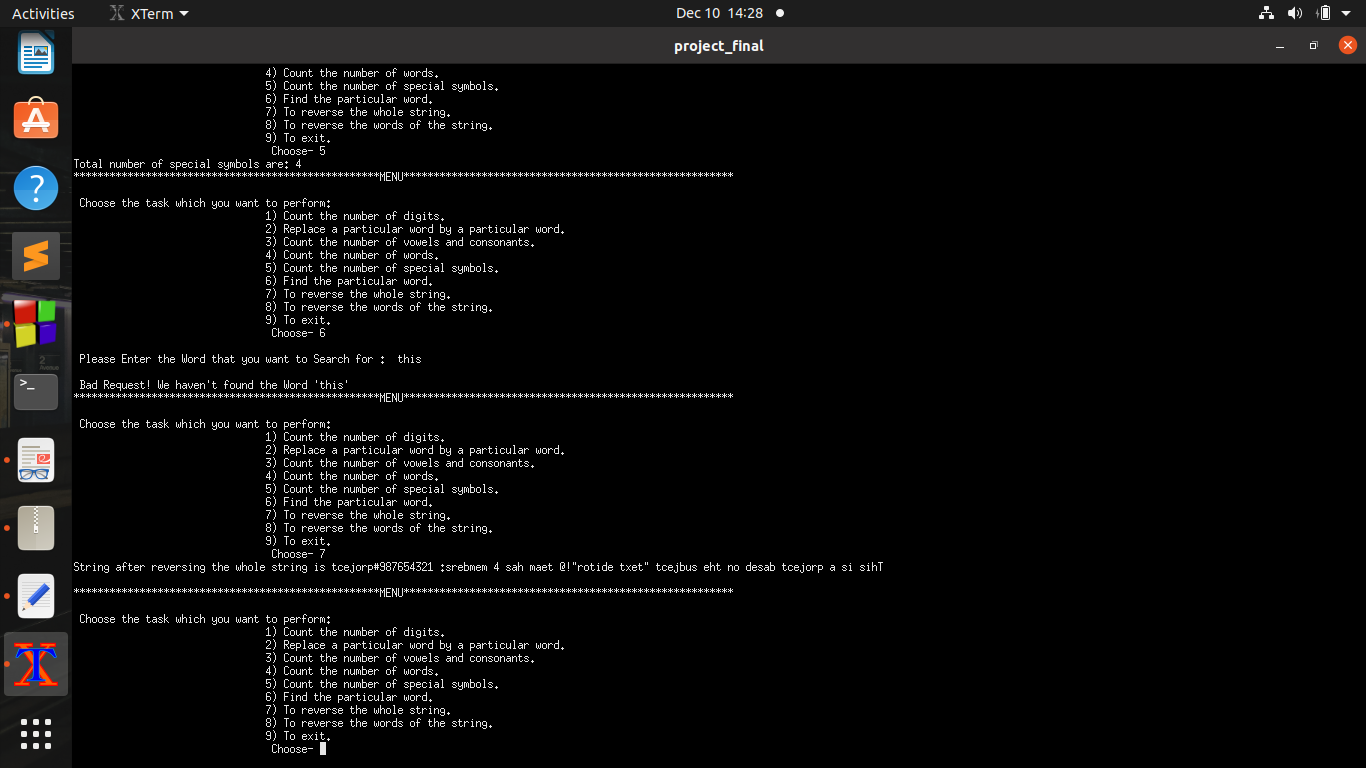 Activities XTerm Dec 10 14:28
project_final
4) Count the number of words.
5) Count the number of special symbols.
6) Find the particular word.
7) To reverse the whole string.
8) To reverse the words of the string.
9) To exit.
Choose- 5
Total number of special symbols are: 4
***************************************************MENU*******************************************************
Choose the task which you want to perform:
1) Count the number of digits.
2) Replace a particular word by a particular word.
3) Count the number of vowels and consonants.
4) Count the number of words.
5) Count the number of special symbols.
6) Find the particular word.
7) To reverse the whole string.
8) To reverse the words of the string.
9) To exit.
Choose- 6
Please Enter the Word that you want to Search for :  this
Bad Request! We haven't found the Word 'this'
***************************************************MENU*******************************************************
Choose the task which you want to perform:
1) Count the number of digits.
2) Replace a particular word by a particular word.
3) Count the number of vowels and consonants.
4) Count the number of words.
5) Count the number of special symbols.
6) Find the particular word.
7) To reverse the whole string.
8) To reverse the words of the string.
9) To exit.
Choose- 7
String after reversing the whole string is tcejorp#987654321 :srebmem 4 sah maet @!"rotide txet" tcejbus eht no desab tcejorp a si sihT
***************************************************MENU*******************************************************
Choose the task which you want to perform:
1) Count the number of digits.
2) Replace a particular word by a particular word.
3) Count the number of vowels and consonants.
4) Count the number of words.
5) Count the number of special symbols.
6) Find the particular word.
7) To reverse the whole string.
8) To reverse the words of the string.
9) To exit.
Choose-